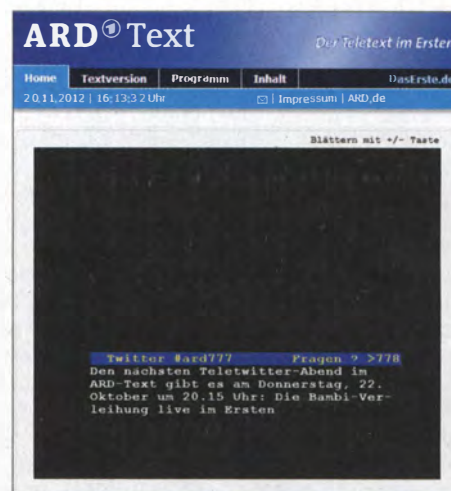 ARD® Text
Der Teletext im Ersten
Home Textversion Programm Inhalt DasErste.de
20.11.2012 | 16:13:32 Uhr | Impressum | ARD.de
Blättern mit +/- Taste
Twitter #ard777 Fragen ? >778
Den nächsten Teletwitter-Abend im
ARD-Text gibt es am Donnerstag, 22.
Oktober um 20.15 Uhr: Die Bambi-Ver-
leihung live im Ersten